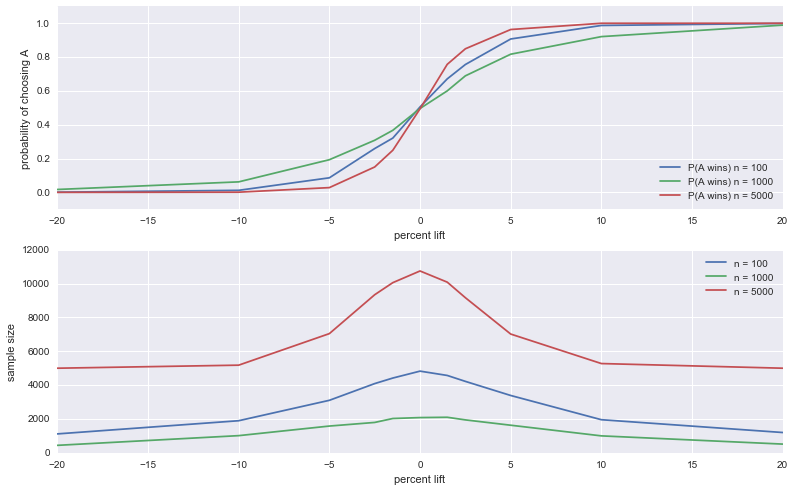 1.0
0.8
0.6
0.4
0.2
0.0
probability of choosing A
P(A wins) n = 100
P(A wins) n = 1000
P(A wins) n = 5000
−20 −15 −10 −5 0 5 10 15 20
percent lift
12000
10000
8000
6000
4000
2000
0
sample size
n = 100
n = 1000
n = 5000
−20 −15 −10 −5 0 5 10 15 20
percent lift